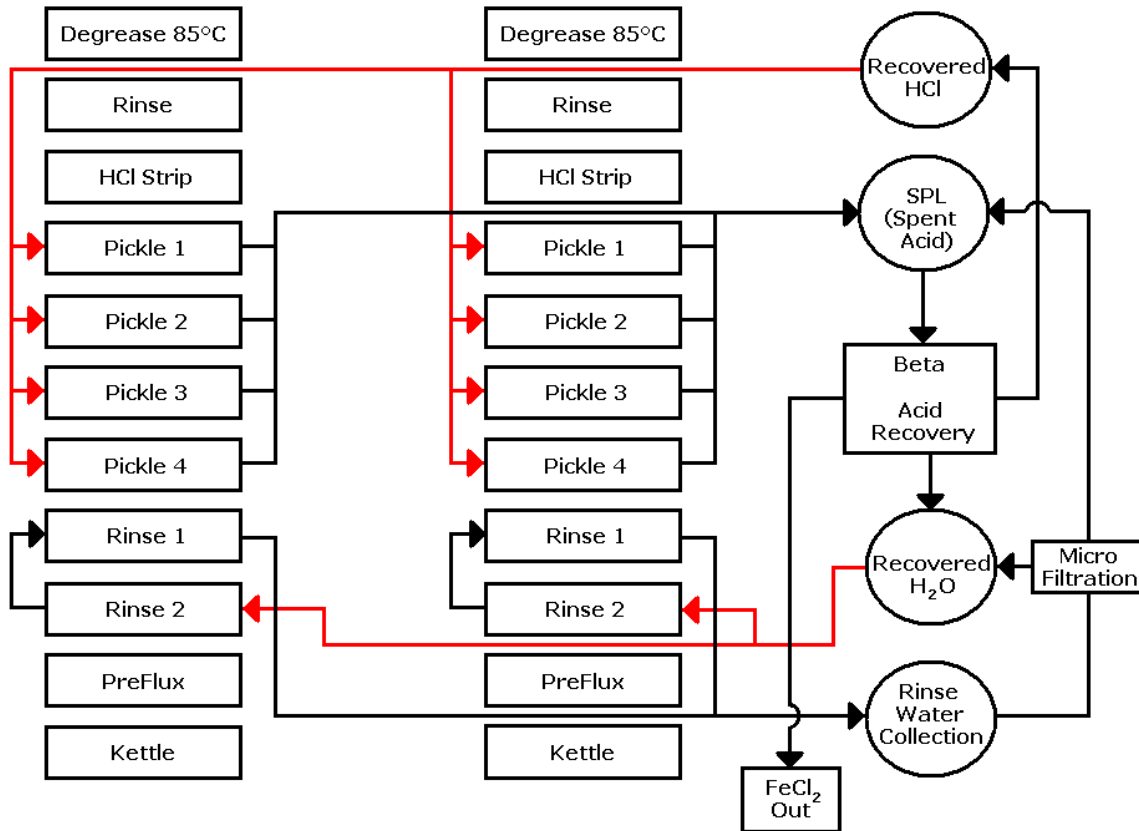 Degrease 85°C
Rinse
HCl Strip
Pickle 1
Pickle 2
Pickle 3
Pickle 4
Rinse 1
Rinse 2
PreFlux
Kettle
Degrease 85°C
Rinse
HCl Strip
Pickle 1
Pickle 2
Pickle 3
Pickle 4
Rinse 1
Rinse 2
PreFlux
Kettle
Recovered
HCl
SPL
(Spent
Acid)
Beta
Acid
Recovery
Recovered
H₂O
Micro
Filtration
Rinse
Water
Collection
FeCl₂
Out